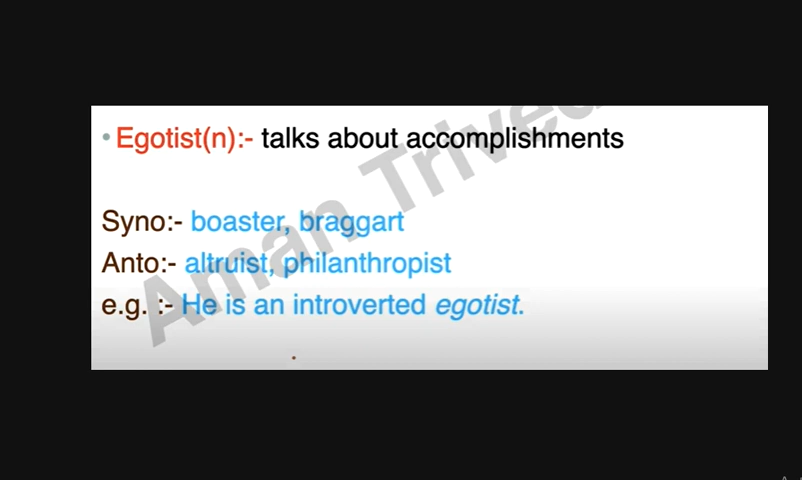 • Egotist(n):- talks about accomplishments
Syno:- boaster, braggart
Anto:- altruist, philanthropist
e.g. :- He is an introverted egotist.
Aman Trivedi